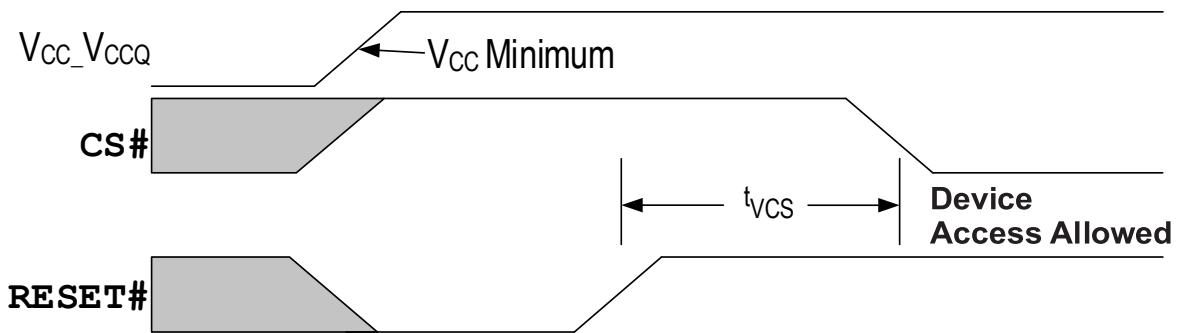 VCC_VCCQ
VCC Minimum
CS#
tVCS
Device
Access Allowed
RESET#